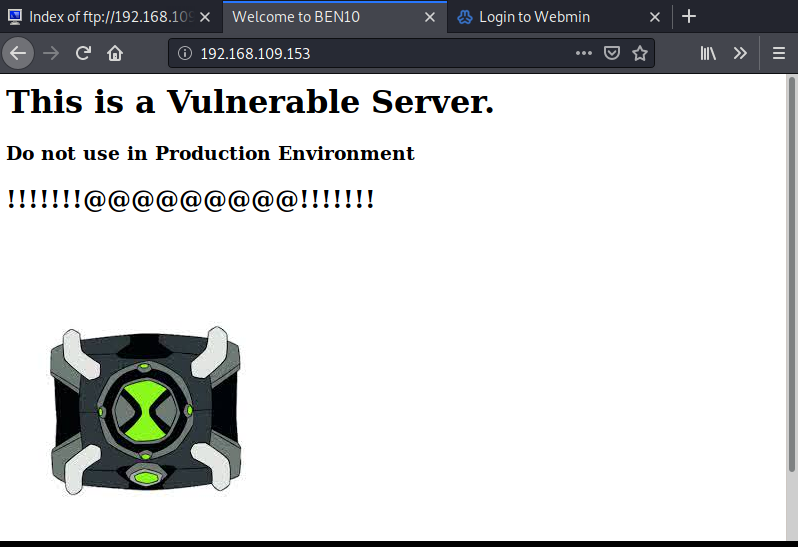 Index of ftp://192.168.109
Welcome to BEN10
Login to Webmin
192.168.109.153
This is a Vulnerable Server.
Do not use in Production Environment
!!!!!!!@@@@@@@@@!!!!!!!